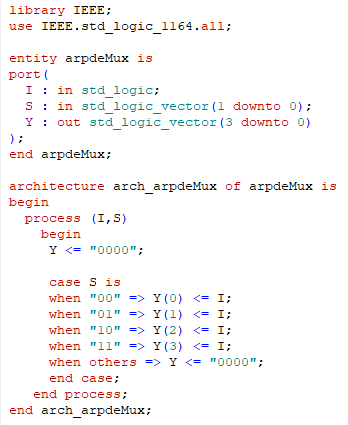 library IEEE;
use IEEE.std_logic_1164.all;
entity arpdeMux is
port(
I : in std_logic;
S : in std_logic_vector(1 downto 0);
Y : out std_logic_vector(3 downto 0)
);
end arpdeMux;
architecture arch_arpdeMux of arpdeMux is
begin
process (I,S)
begin
Y <= "0000";
case S is
when "00" => Y(0) <= I;
when "01" => Y(1) <= I;
when "10" => Y(2) <= I;
when "11" => Y(3) <= I;
when others => Y <= "0000";
end case;
end process;
end arch_arpdeMux;